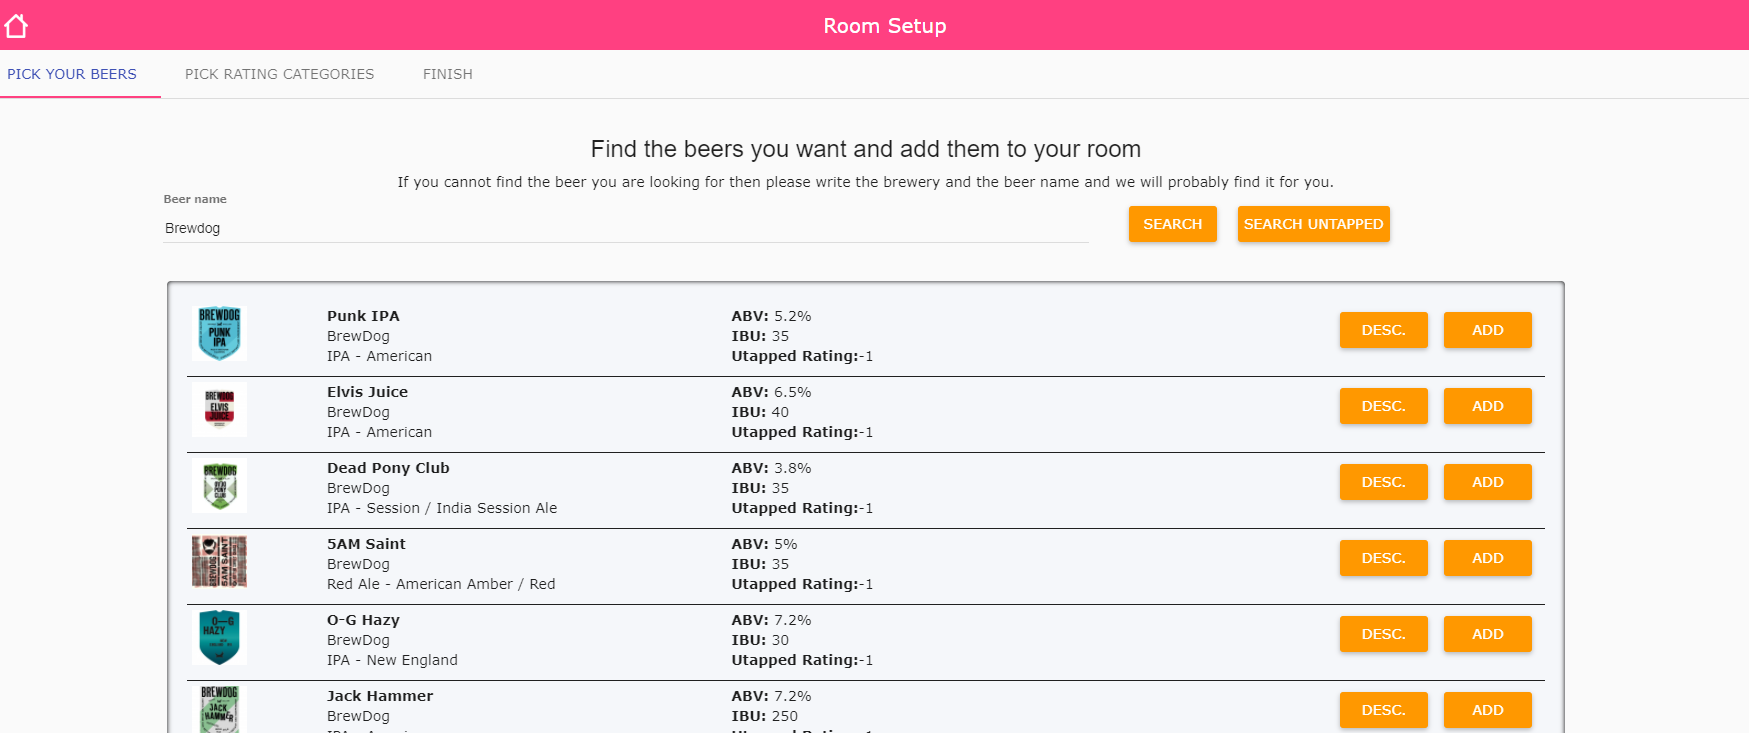 Room Setup
PICK YOUR BEERS
PICK RATING CATEGORIES
FINISH
Find the beers you want and add them to your room
If you cannot find the beer you are looking for then please write the brewery and the beer name and we will probably find it for you.
Beer name
Brewdog
SEARCH
SEARCH UNTAPPED
BREWDOG
PUNK
IPA
Punk IPA
BrewDog
IPA - American
ABV: 5.2%
IBU: 35
Utapped Rating:-1
DESC.
ADD
BREWDOG
ELVIS
JUICE
Elvis Juice
BrewDog
IPA - American
ABV: 6.5%
IBU: 40
Utapped Rating:-1
DESC.
ADD
BREWDOG
DEAD
PONY
CLUB
Dead Pony Club
BrewDog
IPA - Session / India Session Ale
ABV: 3.8%
IBU: 35
Utapped Rating:-1
DESC.
ADD
BREWDOG
5AM SAINT
5AM Saint
BrewDog
Red Ale - American Amber / Red
ABV: 5%
IBU: 35
Utapped Rating:-1
DESC.
ADD
O-G
HAZY
O-G Hazy
BrewDog
IPA - New England
ABV: 7.2%
IBU: 30
Utapped Rating:-1
DESC.
ADD
BREWDOG
JACK
HAMMER
Jack Hammer
BrewDog
ABV: 7.2%
IBU: 250
DESC.
ADD